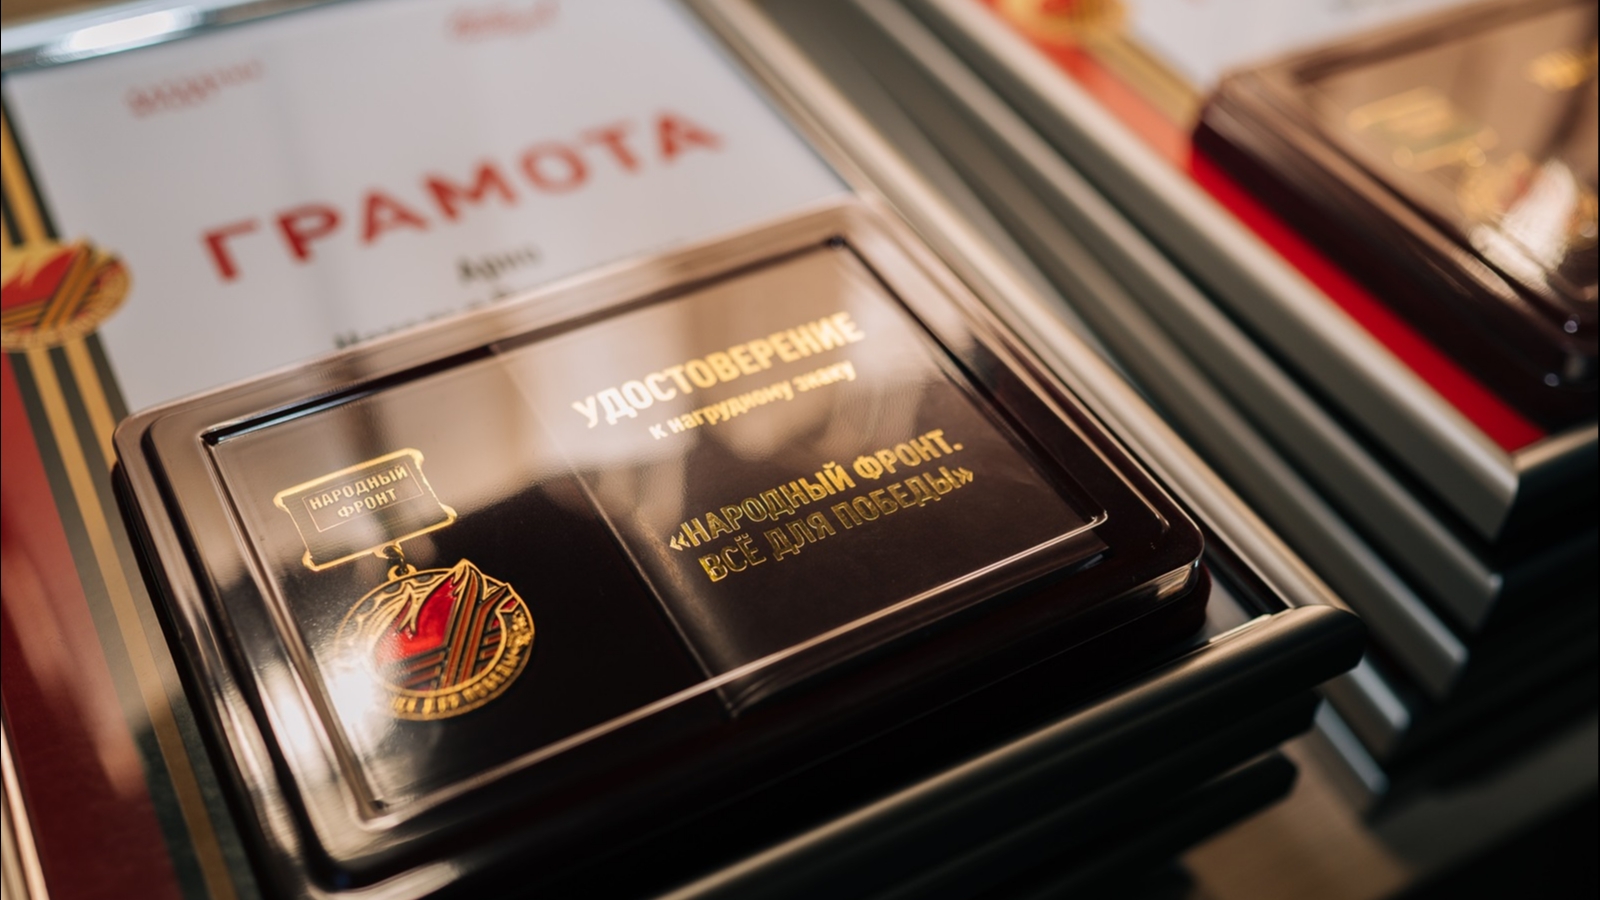 ГРАМОТА
УДОСТОВЕРЕНИЕ
к нагрудному знаку
«НАРОДНЫЙ ФРОНТ.
ВСЁ ДЛЯ ПОБЕДЫ»
НАРОДНЫЙ
ФРОНТ